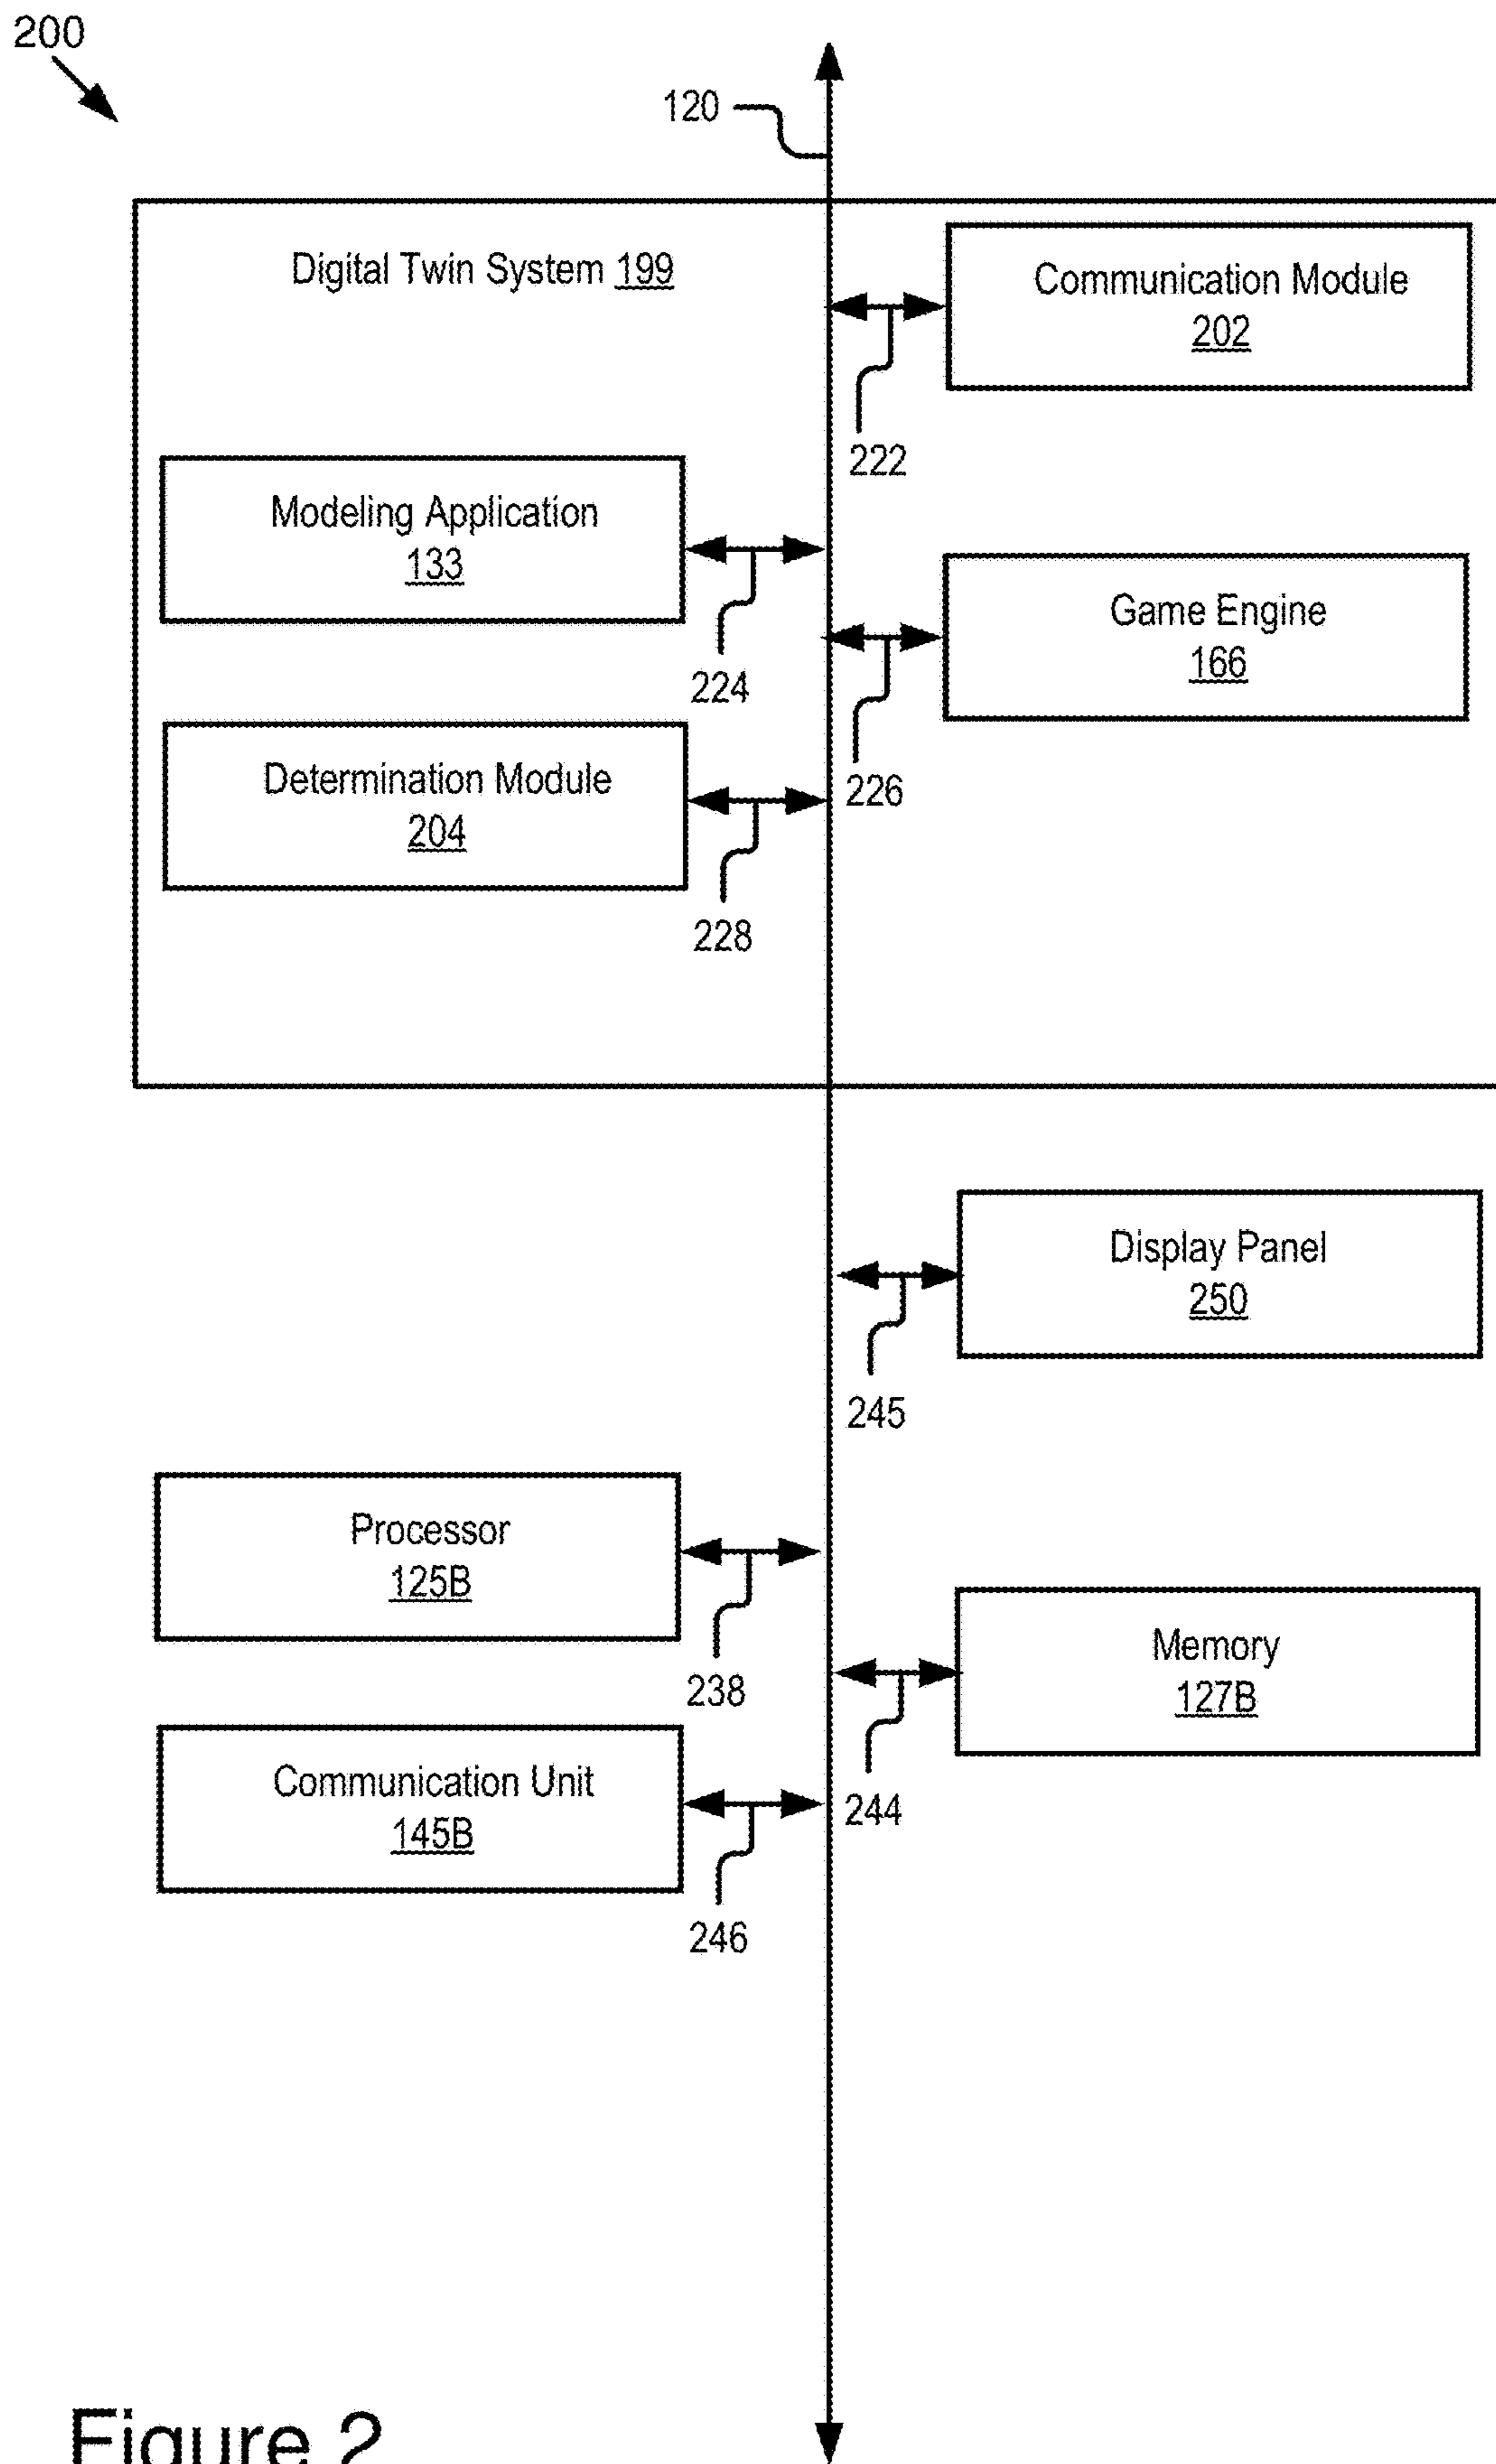 200
120
Digital Twin System 199
Communication Module
202
222
Modeling Application
133
224
Game Engine
166
226
Determination Module
204
228
Display Panel
250
245
Processor
125B
238
Memory
127B
244
Communication Unit
145B
246
Figure 2